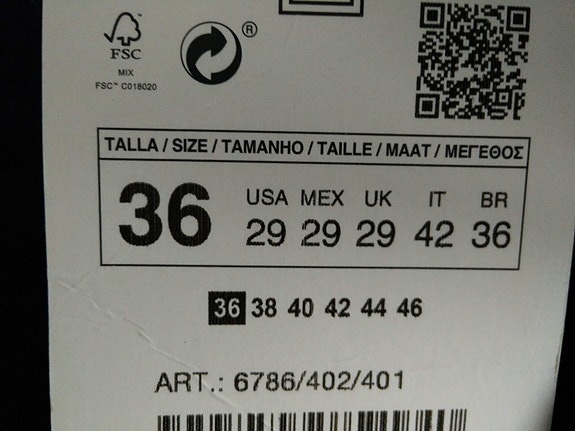 ®
FSC
MIX
FSC™ C018020
TALLA / SIZE / TAMANHO / TAILLE / MAAT / ΜΕΓΕΘΟΣ
36
USA MEX UK IT BR
29 29 29 42 36
36 38 40 42 44 46
ART.: 6786/402/401